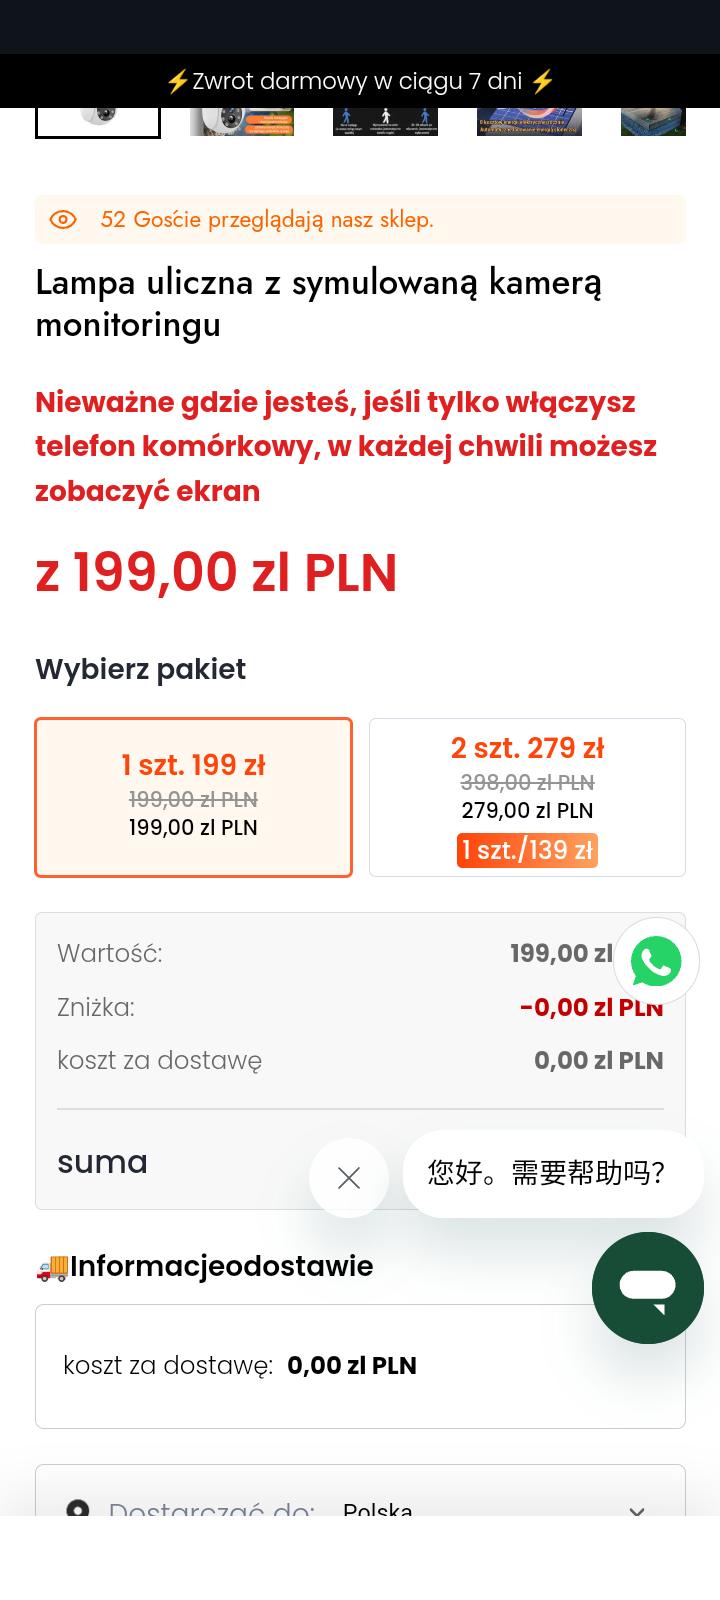 ⚡Zwrot darmowy w ciągu 7 dni ⚡
52 Goście przeglądają nasz sklep.
Lampa uliczna z symulowaną kamerą
monitoringu
Nieważne gdzie jesteś, jeśli tylko włączysz
telefon komórkowy, w każdej chwili możesz
zobaczyć ekran
z 199,00 zl PLN
Wybierz pakiet
1 szt. 199 zł
199,00 zl PLN
199,00 zl PLN
2 szt. 279 zł
398,00 zl PLN
279,00 zl PLN
1 szt./139 zł
Wartość: 199,00 zl
Zniżka: -0,00 zl PLN
koszt za dostawę 0,00 zl PLN
suma
您好。需要帮助吗？
🚚Informacjeodostawie
koszt za dostawę: 0,00 zl PLN
Dostarczać do: Polska